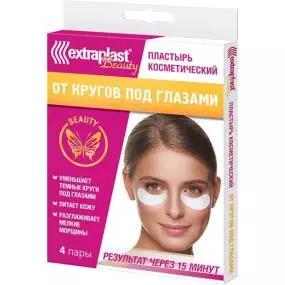 extraplast
Beauty
ПЛАСТЫРЬ
КОСМЕТИЧЕСКИЙ
ОТ КРУГОВ ПОД ГЛАЗАМИ
BEAUTY
УМЕНЬШАЕТ
ТЕМНЫЕ КРУГИ
ПОД ГЛАЗАМИ
ПИТАЕТ КОЖУ
РАЗГЛАЖИВАЕТ
МЕЛКИЕ
МОРЩИНЫ
4 пары
РЕЗУЛЬТАТ ЧЕРЕЗ 15 МИНУТ
ПЛАСТЫРЬ КОСМЕТИЧЕСКИЙ
ОТ КРУГОВ ПОД ГЛАЗАМИ